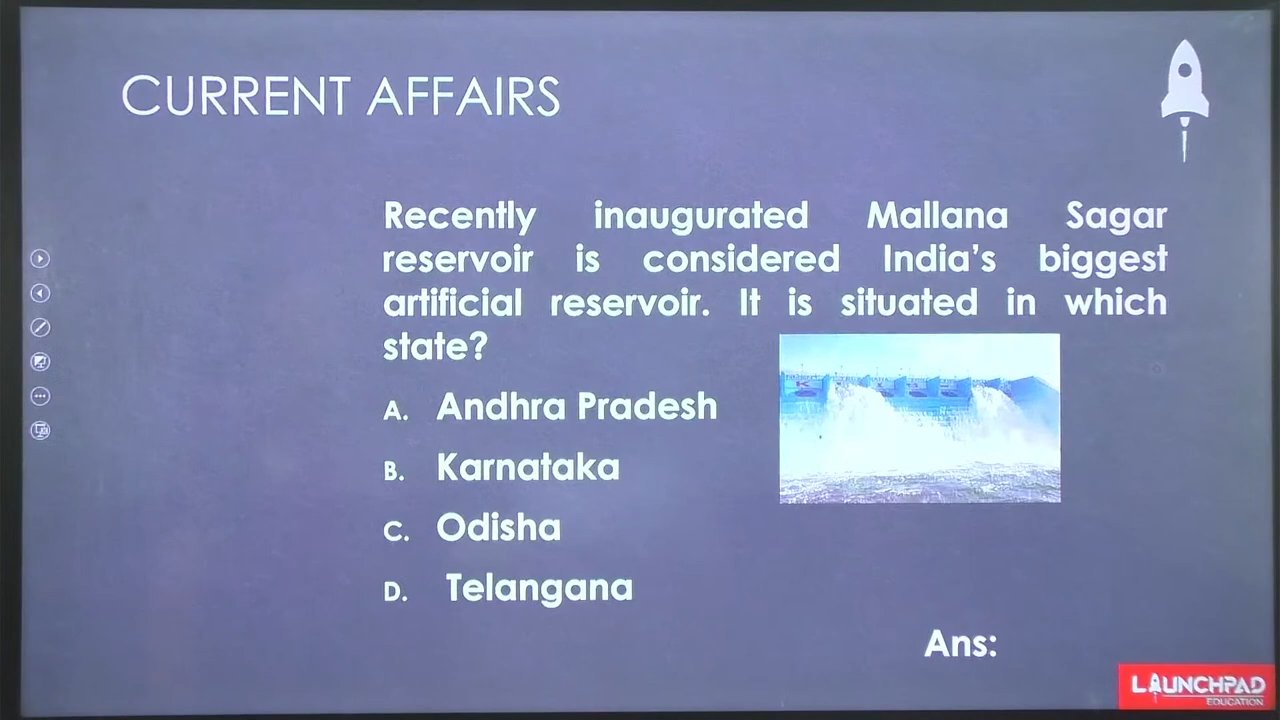 CURRENT AFFAIRS
Recently inaugurated Mallana Sagar
reservoir is considered India's biggest
artificial reservoir. It is situated in which
state?
A. Andhra Pradesh
B. Karnataka
C. Odisha
D. Telangana
Ans:
LAUNCHPAD
EDUCATION